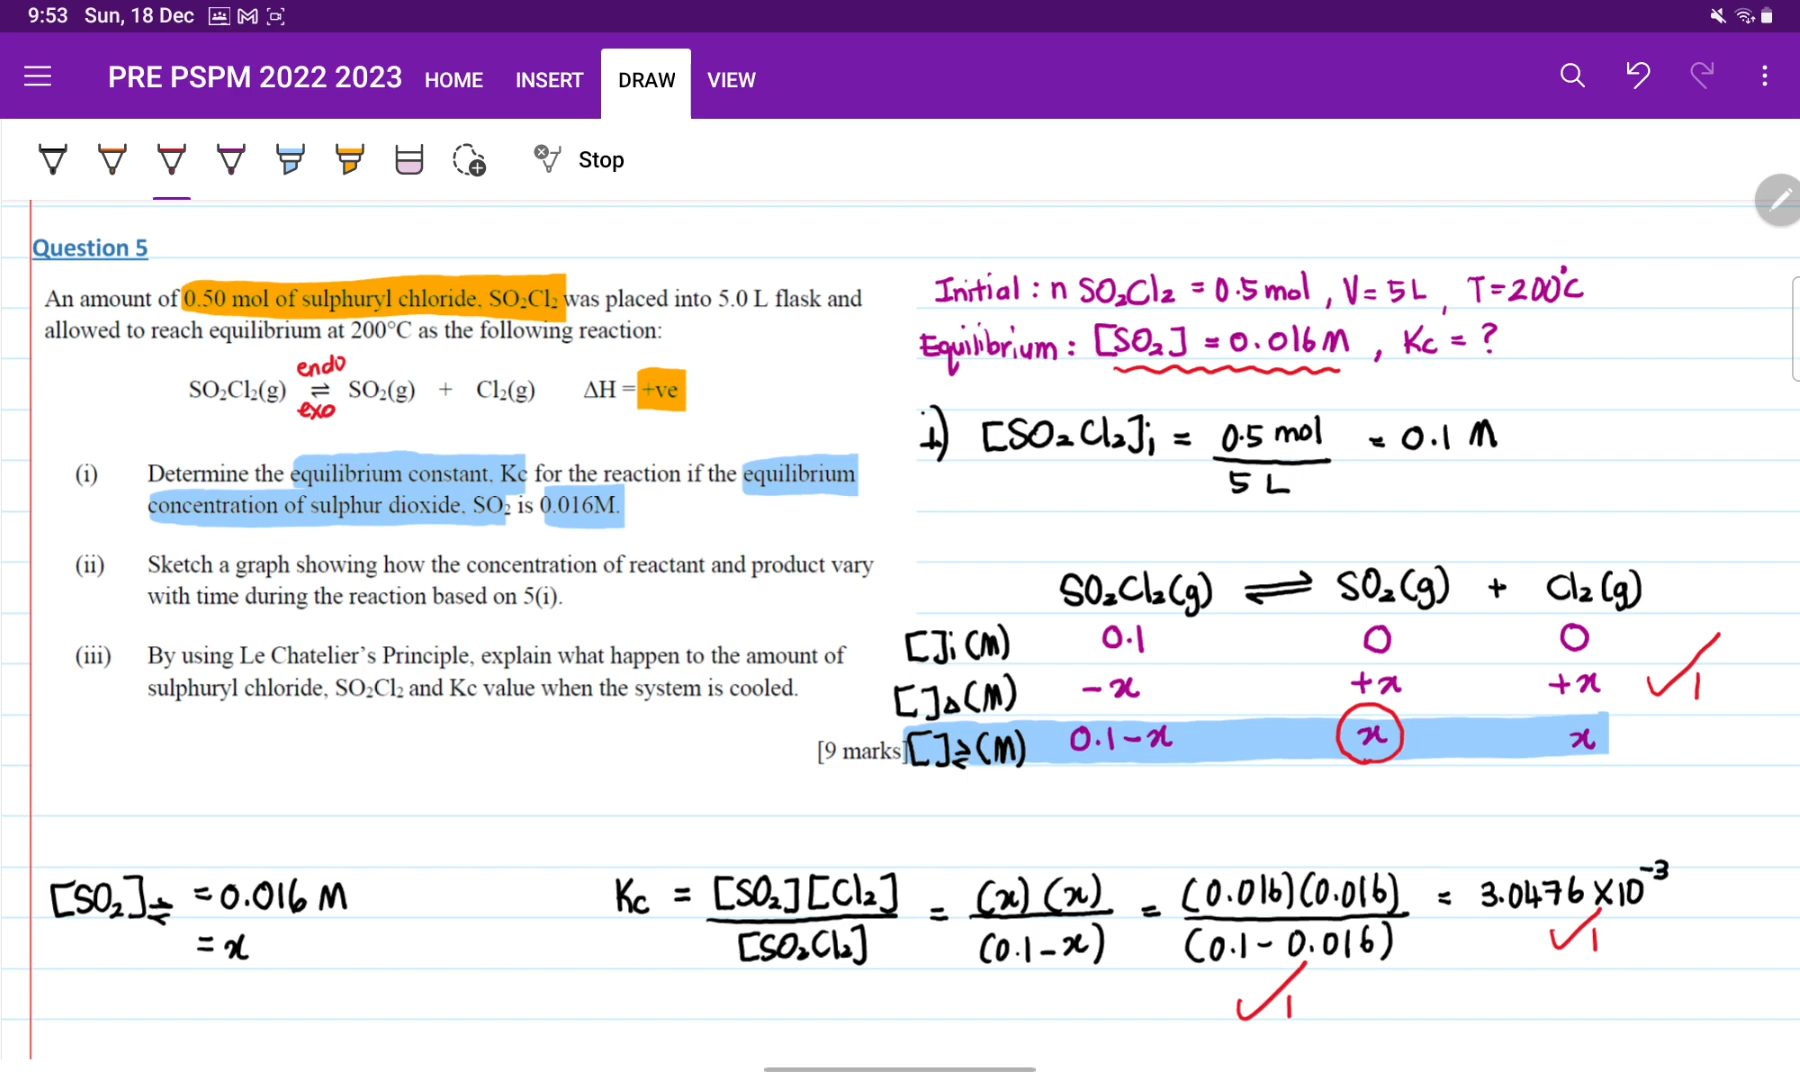 9:53 Sun, 18 Dec
PRE PSPM 2022 2023 HOME INSERT DRAW VIEW
Stop
Question 5
An amount of 0.50 mol of sulphuryl chloride, SO₂Cl₂ was placed into 5.0 L flask and
allowed to reach equilibrium at 200°C as the following reaction:
endo
SO₂Cl₂(g) ⇌ SO₂(g) + Cl₂(g) ΔH = +ve
exo
(i) Determine the equilibrium constant, Kc for the reaction if the equilibrium
concentration of sulphur dioxide, SO₂ is 0.016M.
(ii) Sketch a graph showing how the concentration of reactant and product vary
with time during the reaction based on 5(i).
(iii) By using Le Chatelier's Principle, explain what happen to the amount of
sulphuryl chloride, SO₂Cl₂ and Kc value when the system is cooled.
[9 marks]
Initial : n SO₂Cl₂ = 0.5 mol , V = 5L , T = 200°C
Equilibrium : [SO₂] = 0.016 M , Kc = ?
i) [SO₂Cl₂]i = 0.5 mol / 5 L = 0.1 M
SO₂Cl₂(g) ⇌ SO₂(g) + Cl₂(g)
[ ]i (M) 0.1 0 0
[ ]Δ (M) -x +x +x ✓1
[ ]⇌ (M) 0.1-x x x
[SO₂]⇌ = 0.016 M
= x
Kc = [SO₂][Cl₂] / [SO₂Cl₂] = (x)(x) / (0.1-x) = (0.016)(0.016) / (0.1-0.016) = 3.0476 × 10⁻³
✓1 ✓1